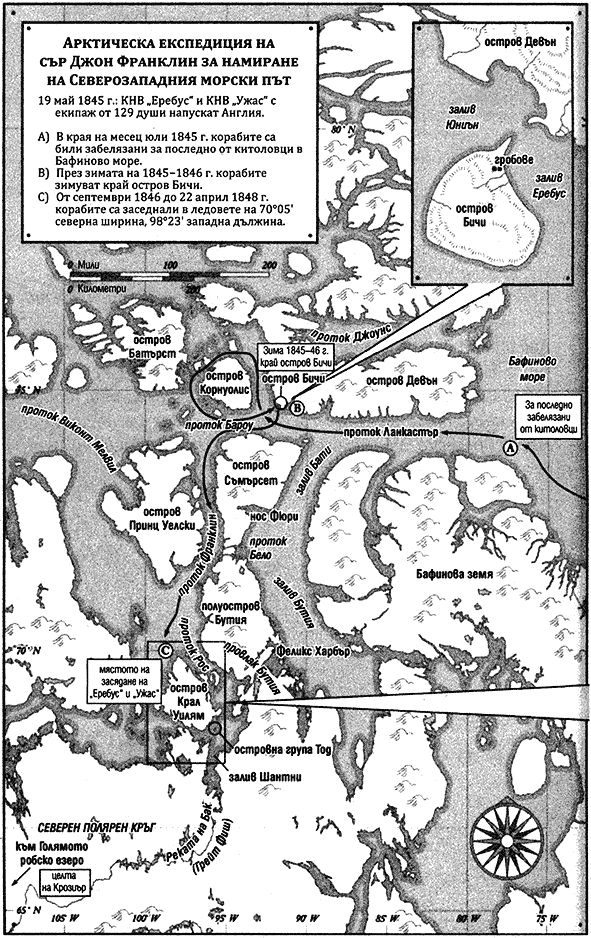 АРКТИЧЕСКА ЕКСПЕДИЦИЯ НА
СЪР ДЖОН ФРАНКЛИН ЗА НАМИРАНЕ
НА СЕВЕРОЗАПАДНИЯ МОРСКИ ПЪТ
19 май 1845 г.: КНВ „Еребус“ и КНВ „Ужас“ с
екипаж от 129 души напускат Англия.
А) В края на месец юли 1845 г. корабите са
били забелязани за последно от китоловци в
Бафиново море.
В) През зимата на 1845–1846 г. корабите
зимуват край остров Бичи.
С) От септември 1846 до 22 април 1848 г.
корабите са заседнали в ледовете на 70°05'
северна ширина, 98°23' западна дължина.
80° N
остров Девън
залив
Юниън
гробове
залив
Еребус
остров
Бичи
0 Мили 100 200
0 Километри 200
проток Джоунс
остров
Батърст
Зима 1845–46 г.
край остров Бичи
остров
Корнуолис
остров Бичи
остров Девън
Бафиново
море
75° N
B
За последно
забелязани
от китоловци
проток Бароу
проток Ланкастър
A
проток Виконт Мелвил
остров
Съмърсет
залив Бати
остров
Принц Уелски
нос Фюри
проток
Бело
проток Франклин
Бафинова земя
полуостров
Бутия
залив Бутия
70° N
C
проток Рос
провлак Бутия
Феликс Харбър
мястото на
засядане на
„Еребус“ и „Ужас“
остров
Крал
Уилям
островна група Тод
залив Шантни
СЕВЕРЕН ПОЛЯРЕН КРЪГ
към Голямото
робско езеро
Реката на Бак
(Грейт Фиш)
целта
на Крозиър
65° N
105° W 100° W 95° W 90° W 85° W 80° W 75° W